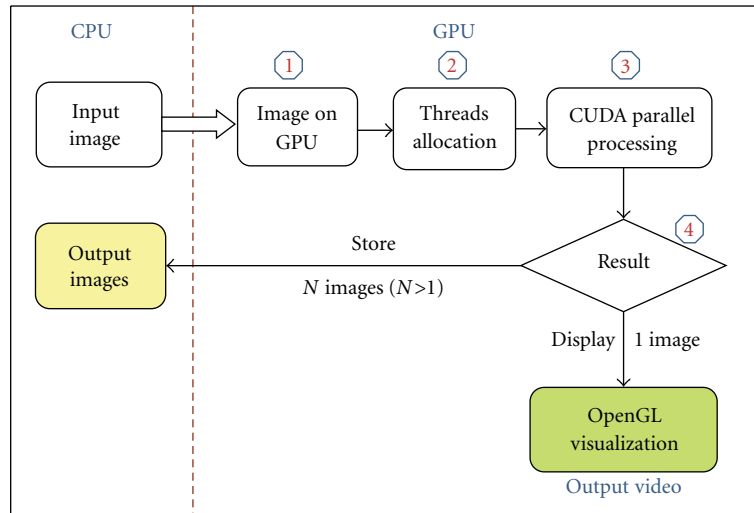 CPU
GPU
1
2
3
Input
image
Image on
GPU
Threads
allocation
CUDA parallel
processing
4
Output
images
Store
N images (N>1)
Result
Display
1 image
OpenGL
visualization
Output video